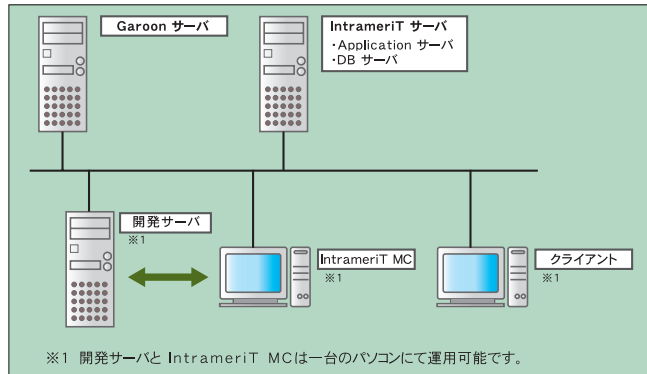 Garoon サーバ
IntrameriT サーバ
・Application サーバ
・DB サーバ
開発サーバ
※1
IntrameriT MC
※1
クライアント
※1
※1 開発サーバと IntrameriT MCは一台のパソコンにて運用可能です。